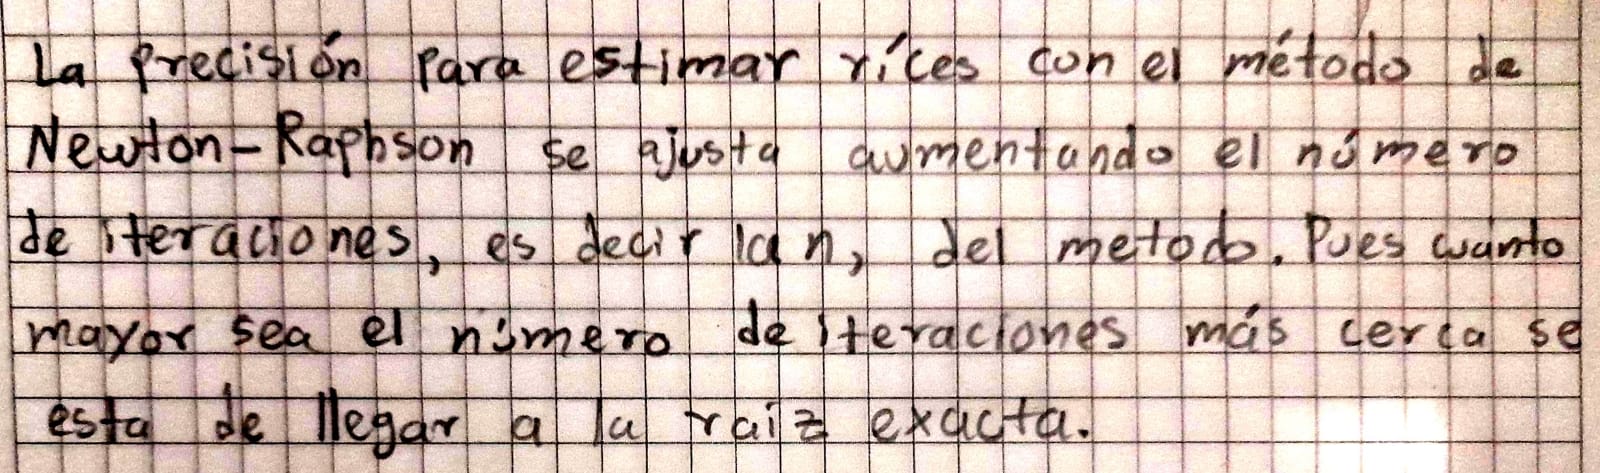 La precisión para estimar ríces con el método de
Newton-Raphson se ajusta aumentando el número
de iteraciones, es decir la n, del metodo. Pues cuanto
mayor sea el número de iteraciones más cerca se
esta de llegar a la raiz exacta.